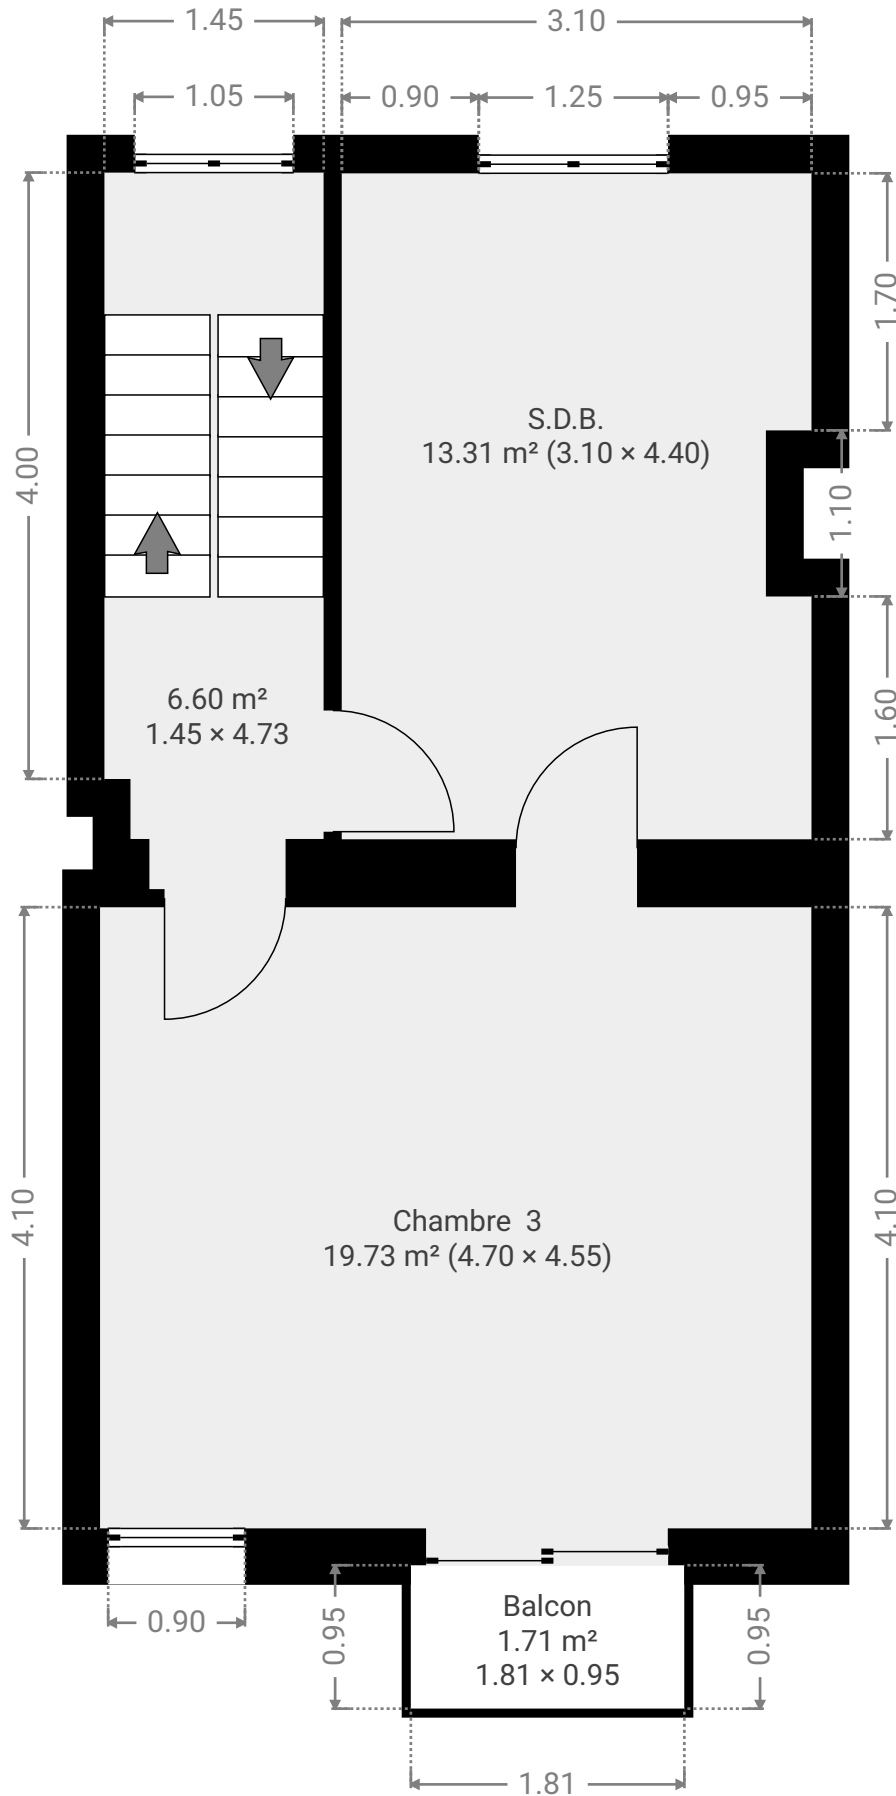 1.45
3.10
1.05
0.90
1.25
0.95
1.70
S.D.B.
13.31 m² (3.10 × 4.40)
4.00
1.10
6.60 m²
1.45 × 4.73
1.60
4.10
4.10
Chambre 3
19.73 m² (4.70 × 4.55)
0.90
0.95
Balcon
1.71 m²
1.81 × 0.95
0.95
1.81